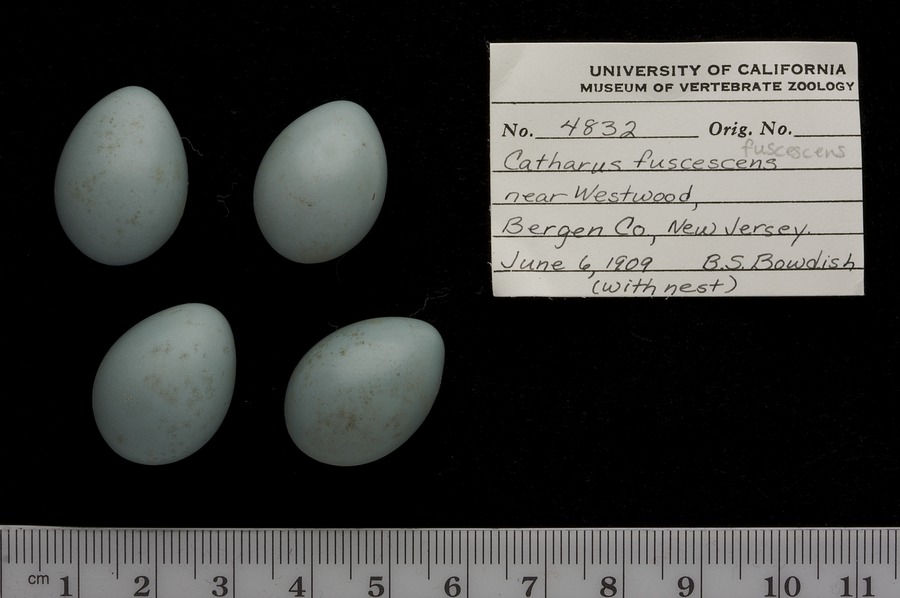 UNIVERSITY OF CALIFORNIA
MUSEUM OF VERTEBRATE ZOOLOGY
No. 4832 Orig. No.
fuscescens
Catharus fuscescens
near Westwood,
Bergen Co., New Jersey.
June 6, 1909 B.S. Bowdish
(with nest)
cm 1 2 3 4 5 6 7 8 9 10 11